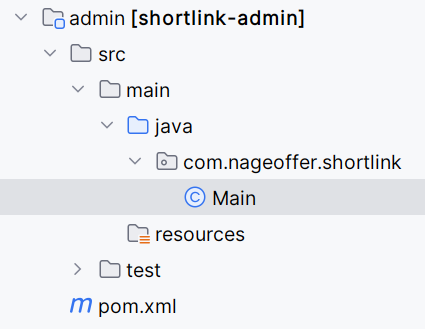 admin [shortlink-admin]
src
main
java
com.nageoffer.shortlink
C Main
resources
test
m pom.xml